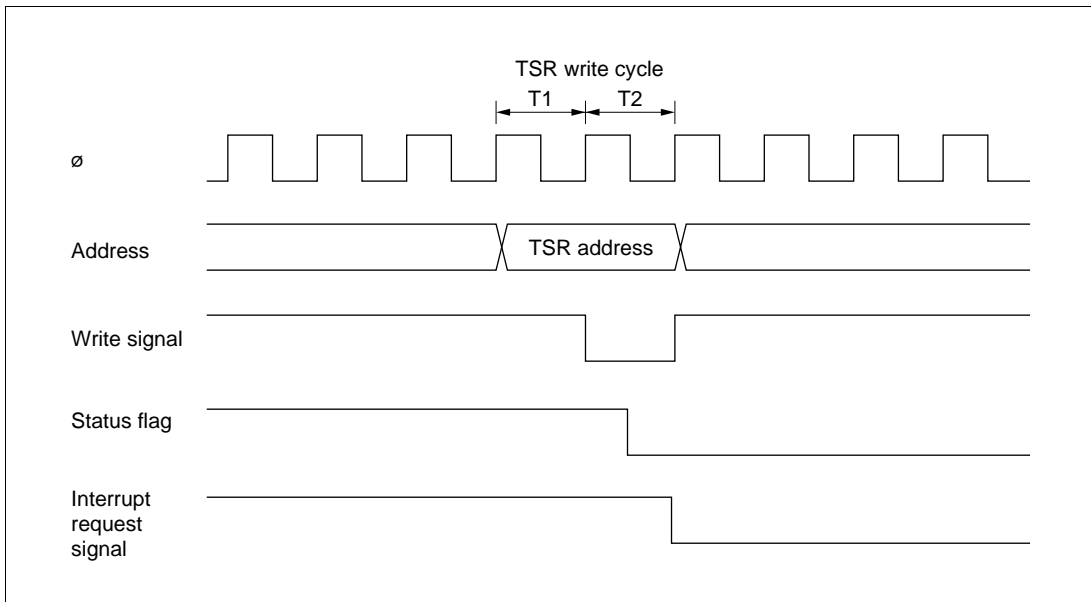 TSR write cycle
T1 T2
ø
Address
TSR address
Write signal
Status flag
Interrupt
request
signal